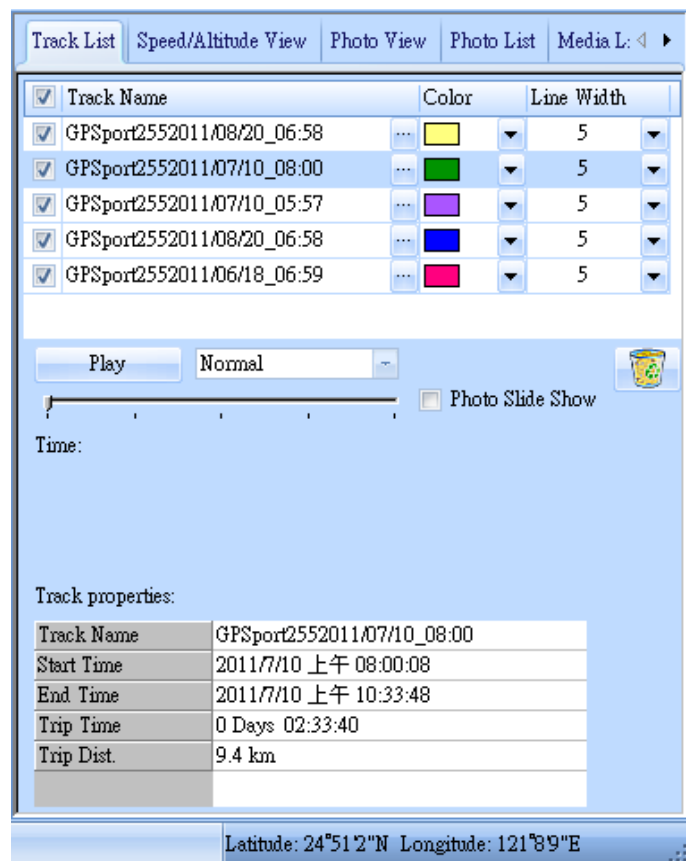 Track List Speed/Altitude View Photo View Photo List Media L:
Track Name Color Line Width
GPSport2552011/08/20_06:58 ... 5
GPSport2552011/07/10_08:00 ... 5
GPSport2552011/07/10_05:57 ... 5
GPSport2552011/08/20_06:58 ... 5
GPSport2552011/06/18_06:59 ... 5
Play Normal
Photo Slide Show
Time:
Track properties:
Track Name GPSport2552011/07/10_08:00
Start Time 2011/7/10 上午 08:00:08
End Time 2011/7/10 上午 10:33:48
Trip Time 0 Days 02:33:40
Trip Dist. 9.4 km
Latitude: 24°51'2"N Longitude: 121°8'9"E